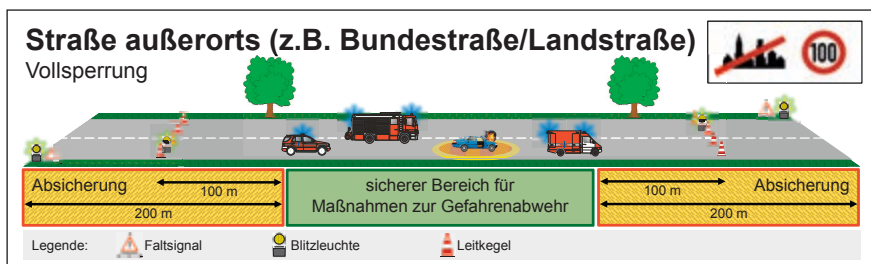 Straße außerorts (z.B. Bundestraße/Landstraße)
Vollsperrung
100
Absicherung
100 m
200 m
sicherer Bereich für
Maßnahmen zur Gefahrenabwehr
100 m
Absicherung
200 m
Legende: Faltsignal Blitzleuchte Leitkegel